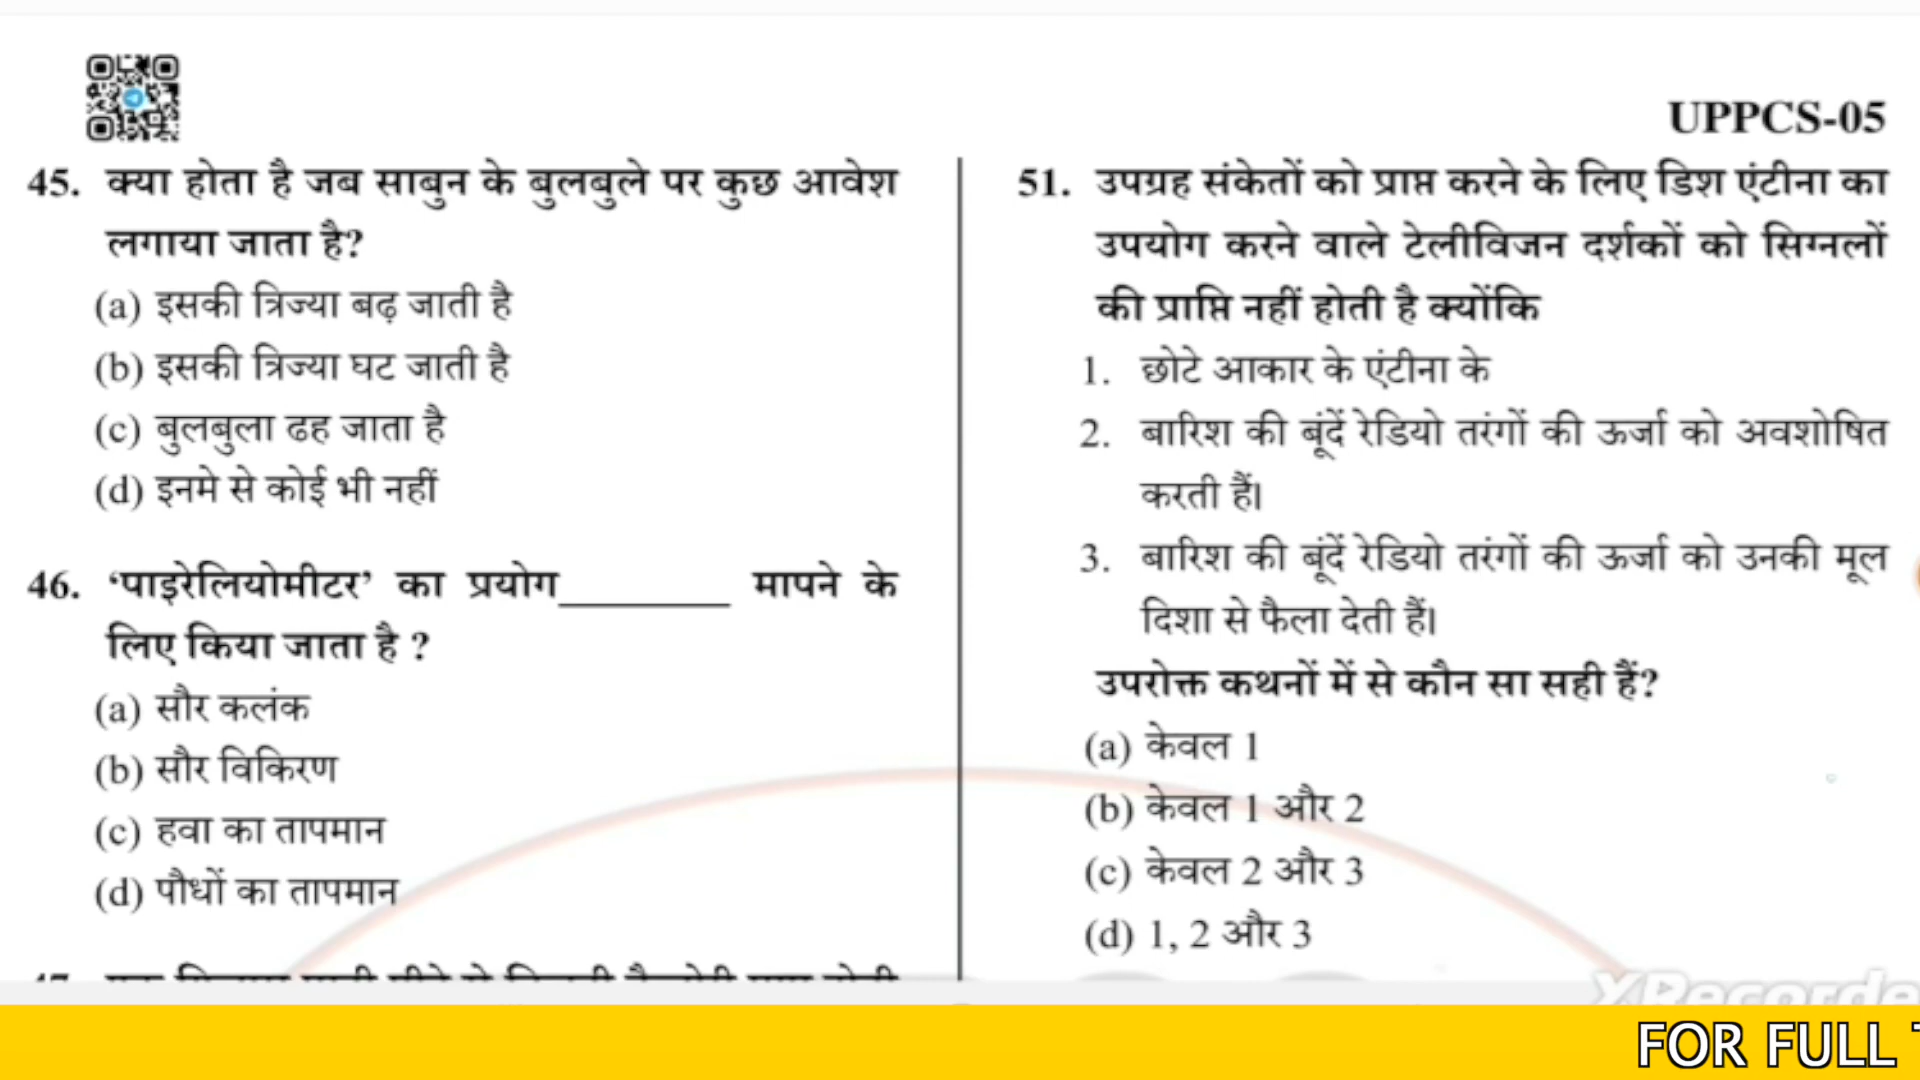 UPPCS-05
45. क्या होता है जब साबुन के बुलबुले पर कुछ आवेश
लगाया जाता है?
(a) इसकी त्रिज्या बढ़ जाती है
(b) इसकी त्रिज्या घट जाती है
(c) बुलबुला ढह जाता है
(d) इनमे से कोई भी नहीं
46. ‘पाइरेलियोमीटर’ का प्रयोग________ मापने के
लिए किया जाता है ?
(a) सौर कलंक
(b) सौर विकिरण
(c) हवा का तापमान
(d) पौधों का तापमान
51. उपग्रह संकेतों को प्राप्त करने के लिए डिश एंटीना का
उपयोग करने वाले टेलीविजन दर्शकों को सिग्नलों
की प्राप्ति नहीं होती है क्योंकि
1. छोटे आकार के एंटीना के
2. बारिश की बूंदें रेडियो तरंगों की ऊर्जा को अवशोषित
करती हैं।
3. बारिश की बूंदें रेडियो तरंगों की ऊर्जा को उनकी मूल
दिशा से फैला देती हैं।
उपरोक्त कथनों में से कौन सा सही हैं?
(a) केवल 1
(b) केवल 1 और 2
(c) केवल 2 और 3
(d) 1, 2 और 3
FOR FULL